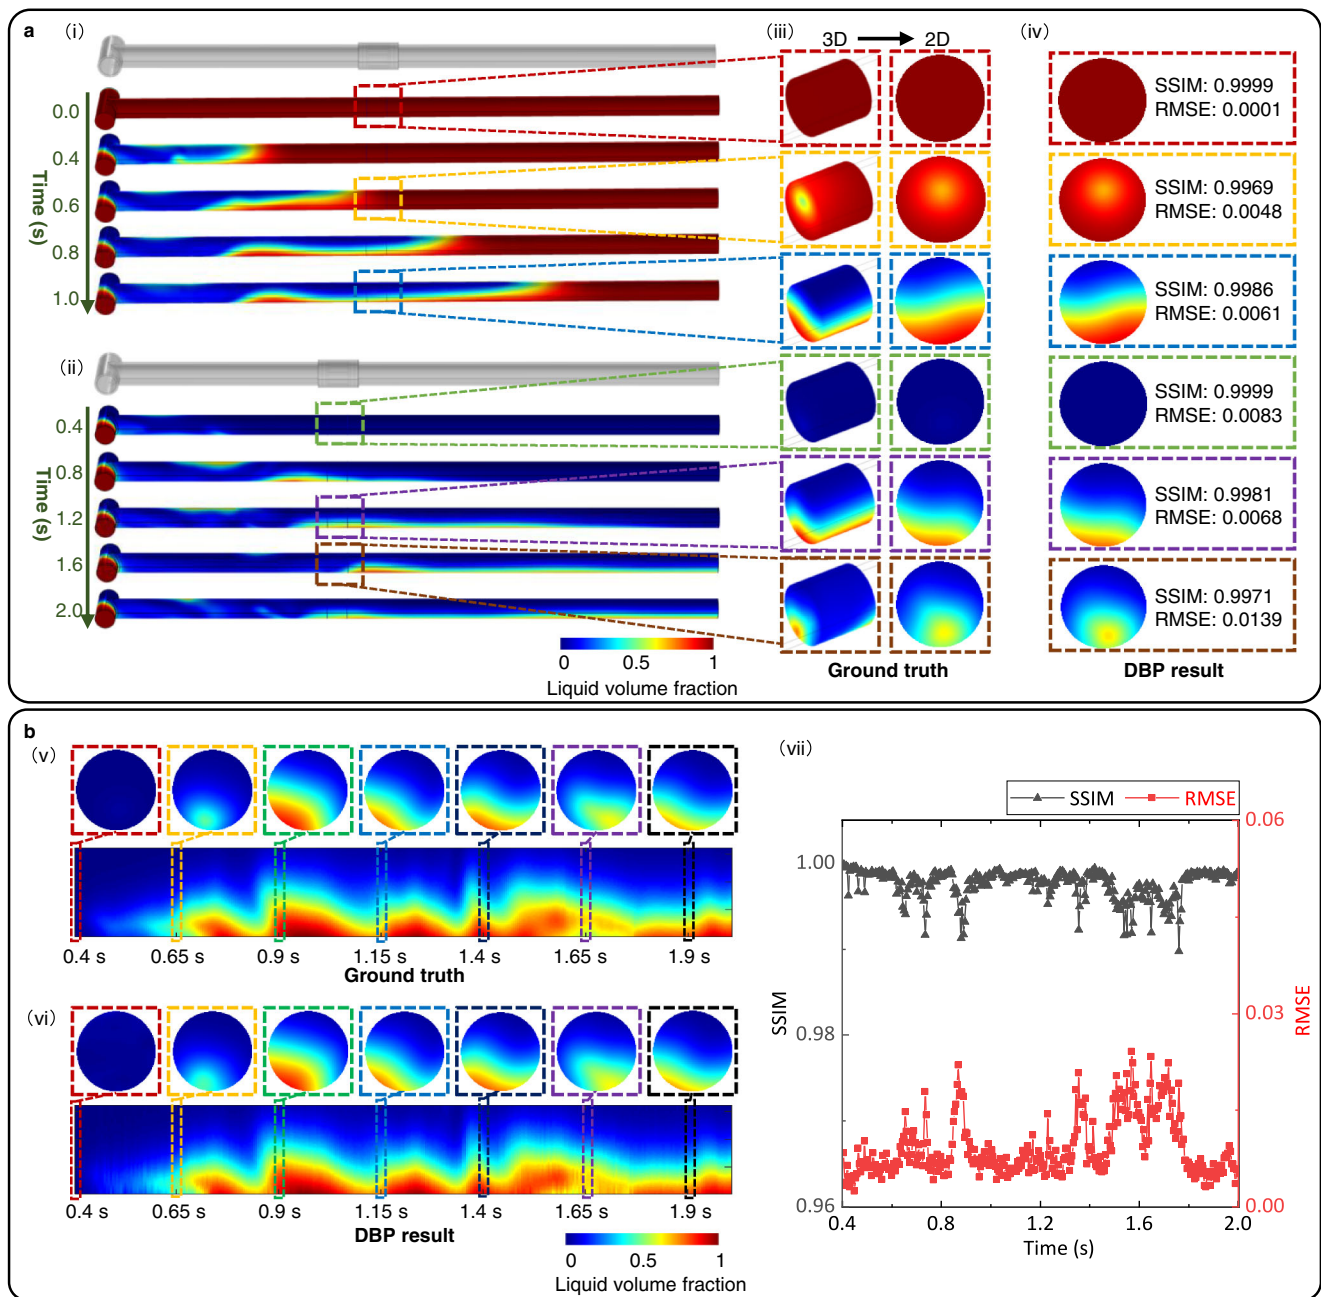 a
(i)
0.0
0.4
0.6
0.8
1.0
Time (s)
(ii)
0.4
0.8
1.2
1.6
2.0
Time (s)
0 0.5 1
Liquid volume fraction
(iii)
3D 2D
Ground truth
(iv)
SSIM: 0.9999
RMSE: 0.0001
SSIM: 0.9969
RMSE: 0.0048
SSIM: 0.9986
RMSE: 0.0061
SSIM: 0.9999
RMSE: 0.0083
SSIM: 0.9981
RMSE: 0.0068
SSIM: 0.9971
RMSE: 0.0139
DBP result
b
(v)
0.4 s 0.65 s 0.9 s 1.15 s 1.4 s 1.65 s 1.9 s
Ground truth
(vi)
0.4 s 0.65 s 0.9 s 1.15 s 1.4 s 1.65 s 1.9 s
DBP result
0 0.5 1
Liquid volume fraction
(vii)
SSIM RMSE
1.00
0.98
0.96
SSIM
0.06
0.03
0.00
RMSE
0.4 0.8 1.2 1.6 2.0
Time (s)